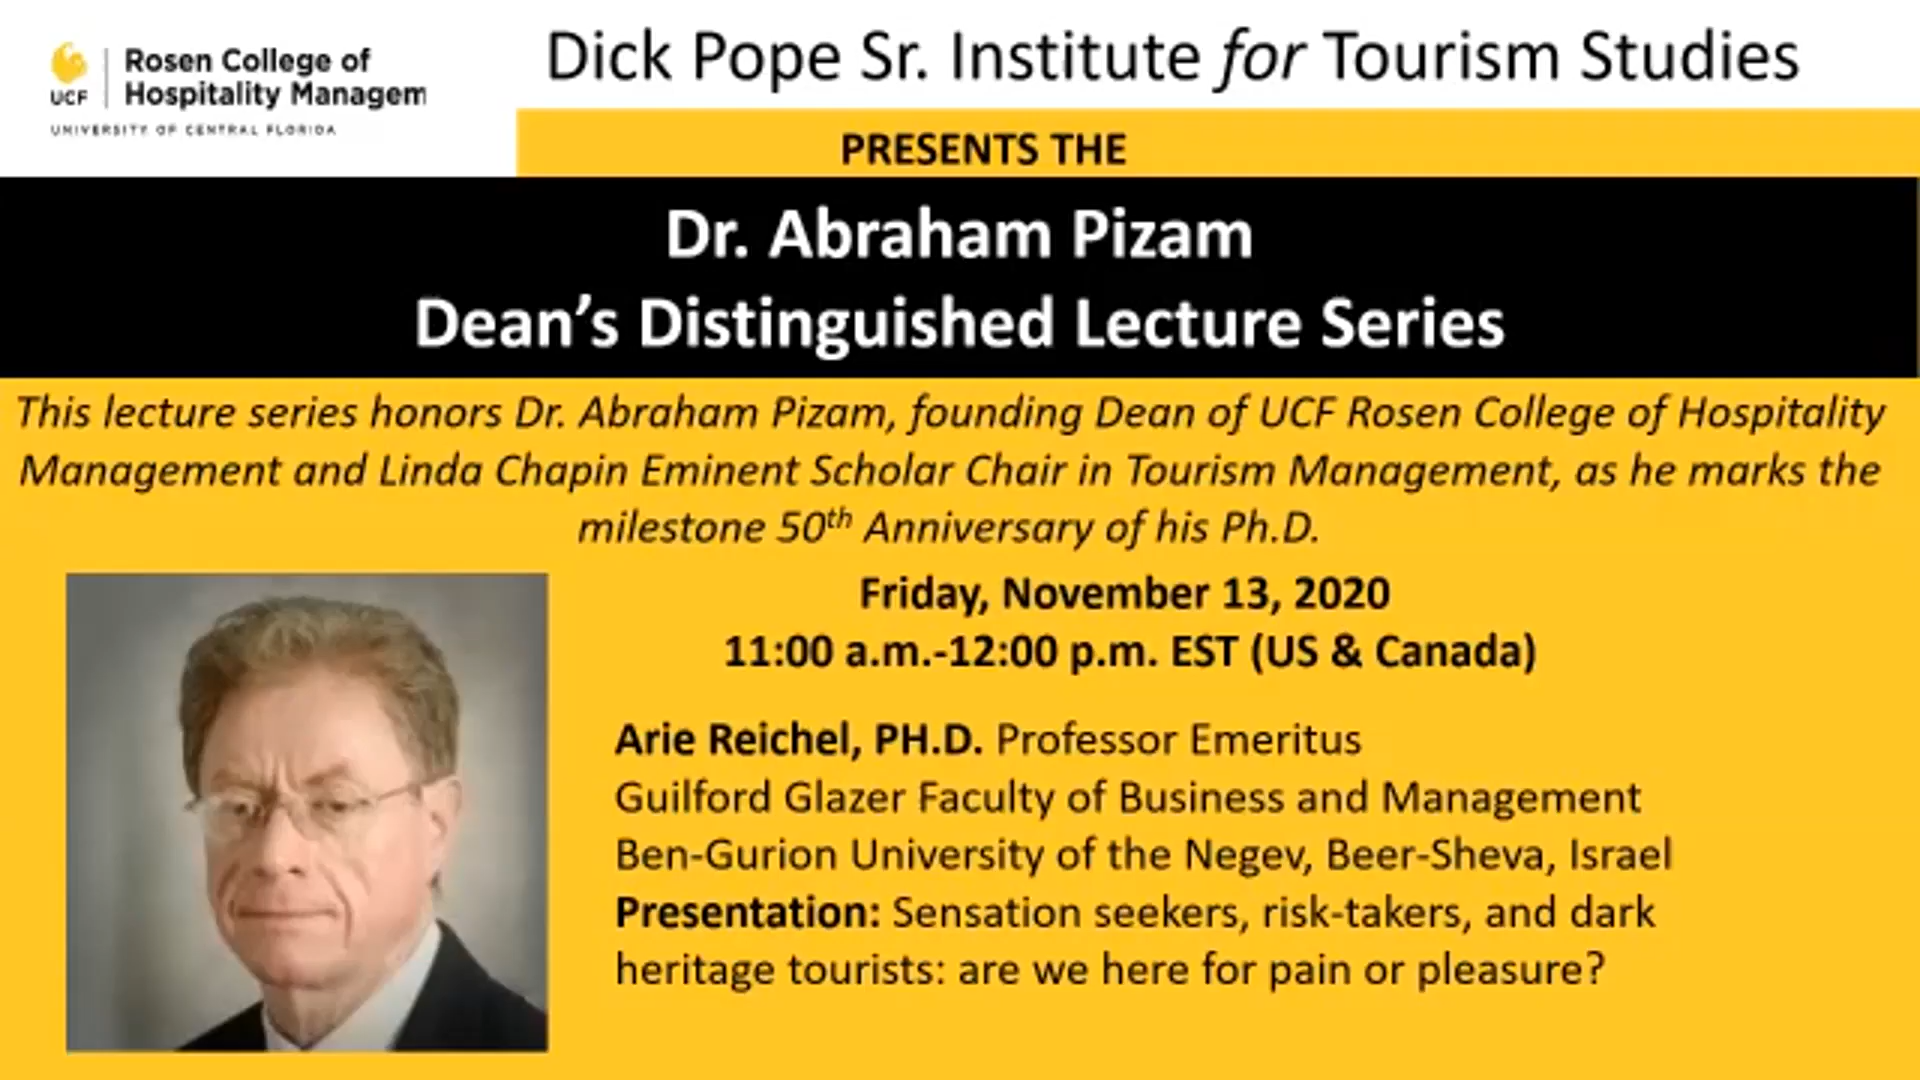 Dick Pope Sr. Institute for Tourism Studies
Rosen College of
Hospitality Managem
UCF
UNIVERSITY OF CENTRAL FLORIDA
PRESENTS THE
Dr. Abraham Pizam
Dean’s Distinguished Lecture Series
This lecture series honors Dr. Abraham Pizam, founding Dean of UCF Rosen College of Hospitality
Management and Linda Chapin Eminent Scholar Chair in Tourism Management, as he marks the
milestone 50th Anniversary of his Ph.D.
Friday, November 13, 2020
11:00 a.m.-12:00 p.m. EST (US & Canada)
Arie Reichel, PH.D. Professor Emeritus
Guilford Glazer Faculty of Business and Management
Ben-Gurion University of the Negev, Beer-Sheva, Israel
Presentation: Sensation seekers, risk-takers, and dark
heritage tourists: are we here for pain or pleasure?